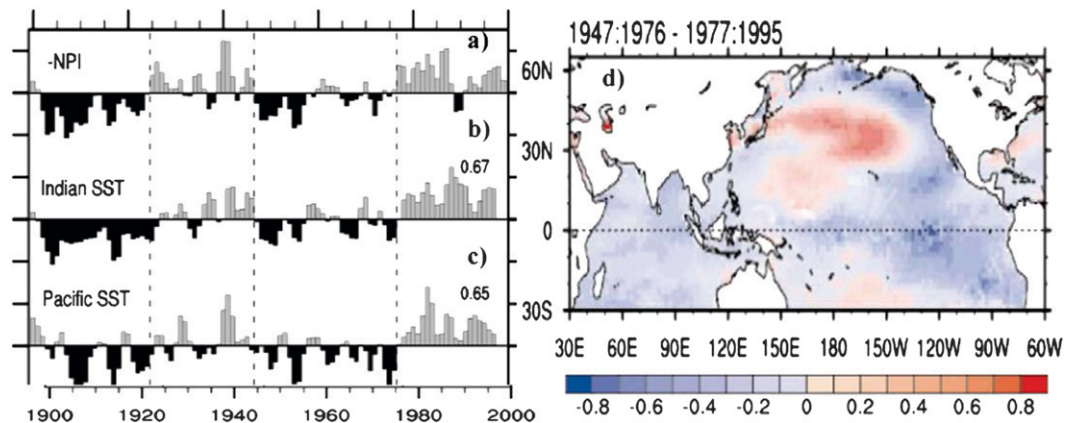 a)
-NPI
b)
Indian SST
0.67
c)
Pacific SST
0.65
1900 1920 1940 1960 1980 2000
1947:1976 - 1977:1995
d)
60N
30N
0
30S
30E 60E 90E 120E 150E 180 150W 120W 90W 60W
-0.8 -0.6 -0.4 -0.2 0 0.2 0.4 0.6 0.8